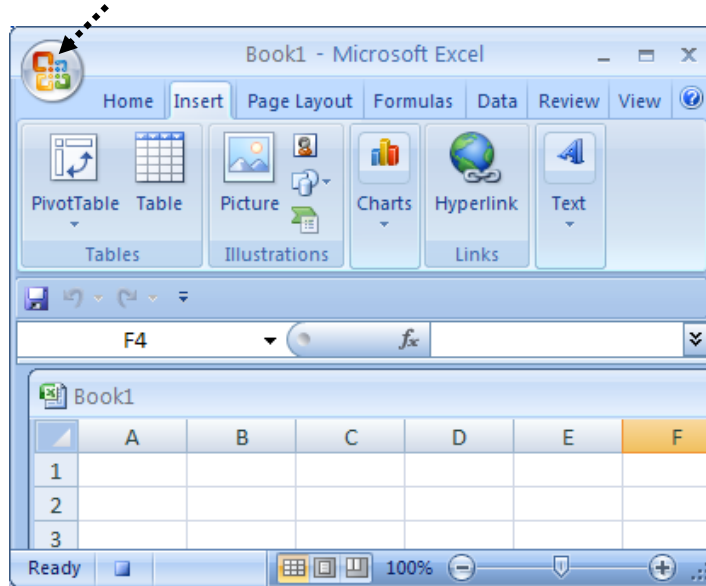 Book1 - Microsoft Excel
Home Insert Page Layout Formulas Data Review View
PivotTable Table Picture Charts Hyperlink Text
Tables Illustrations Links
F4 fx
Book1
A B C D E F
1
2
3
Ready 100%